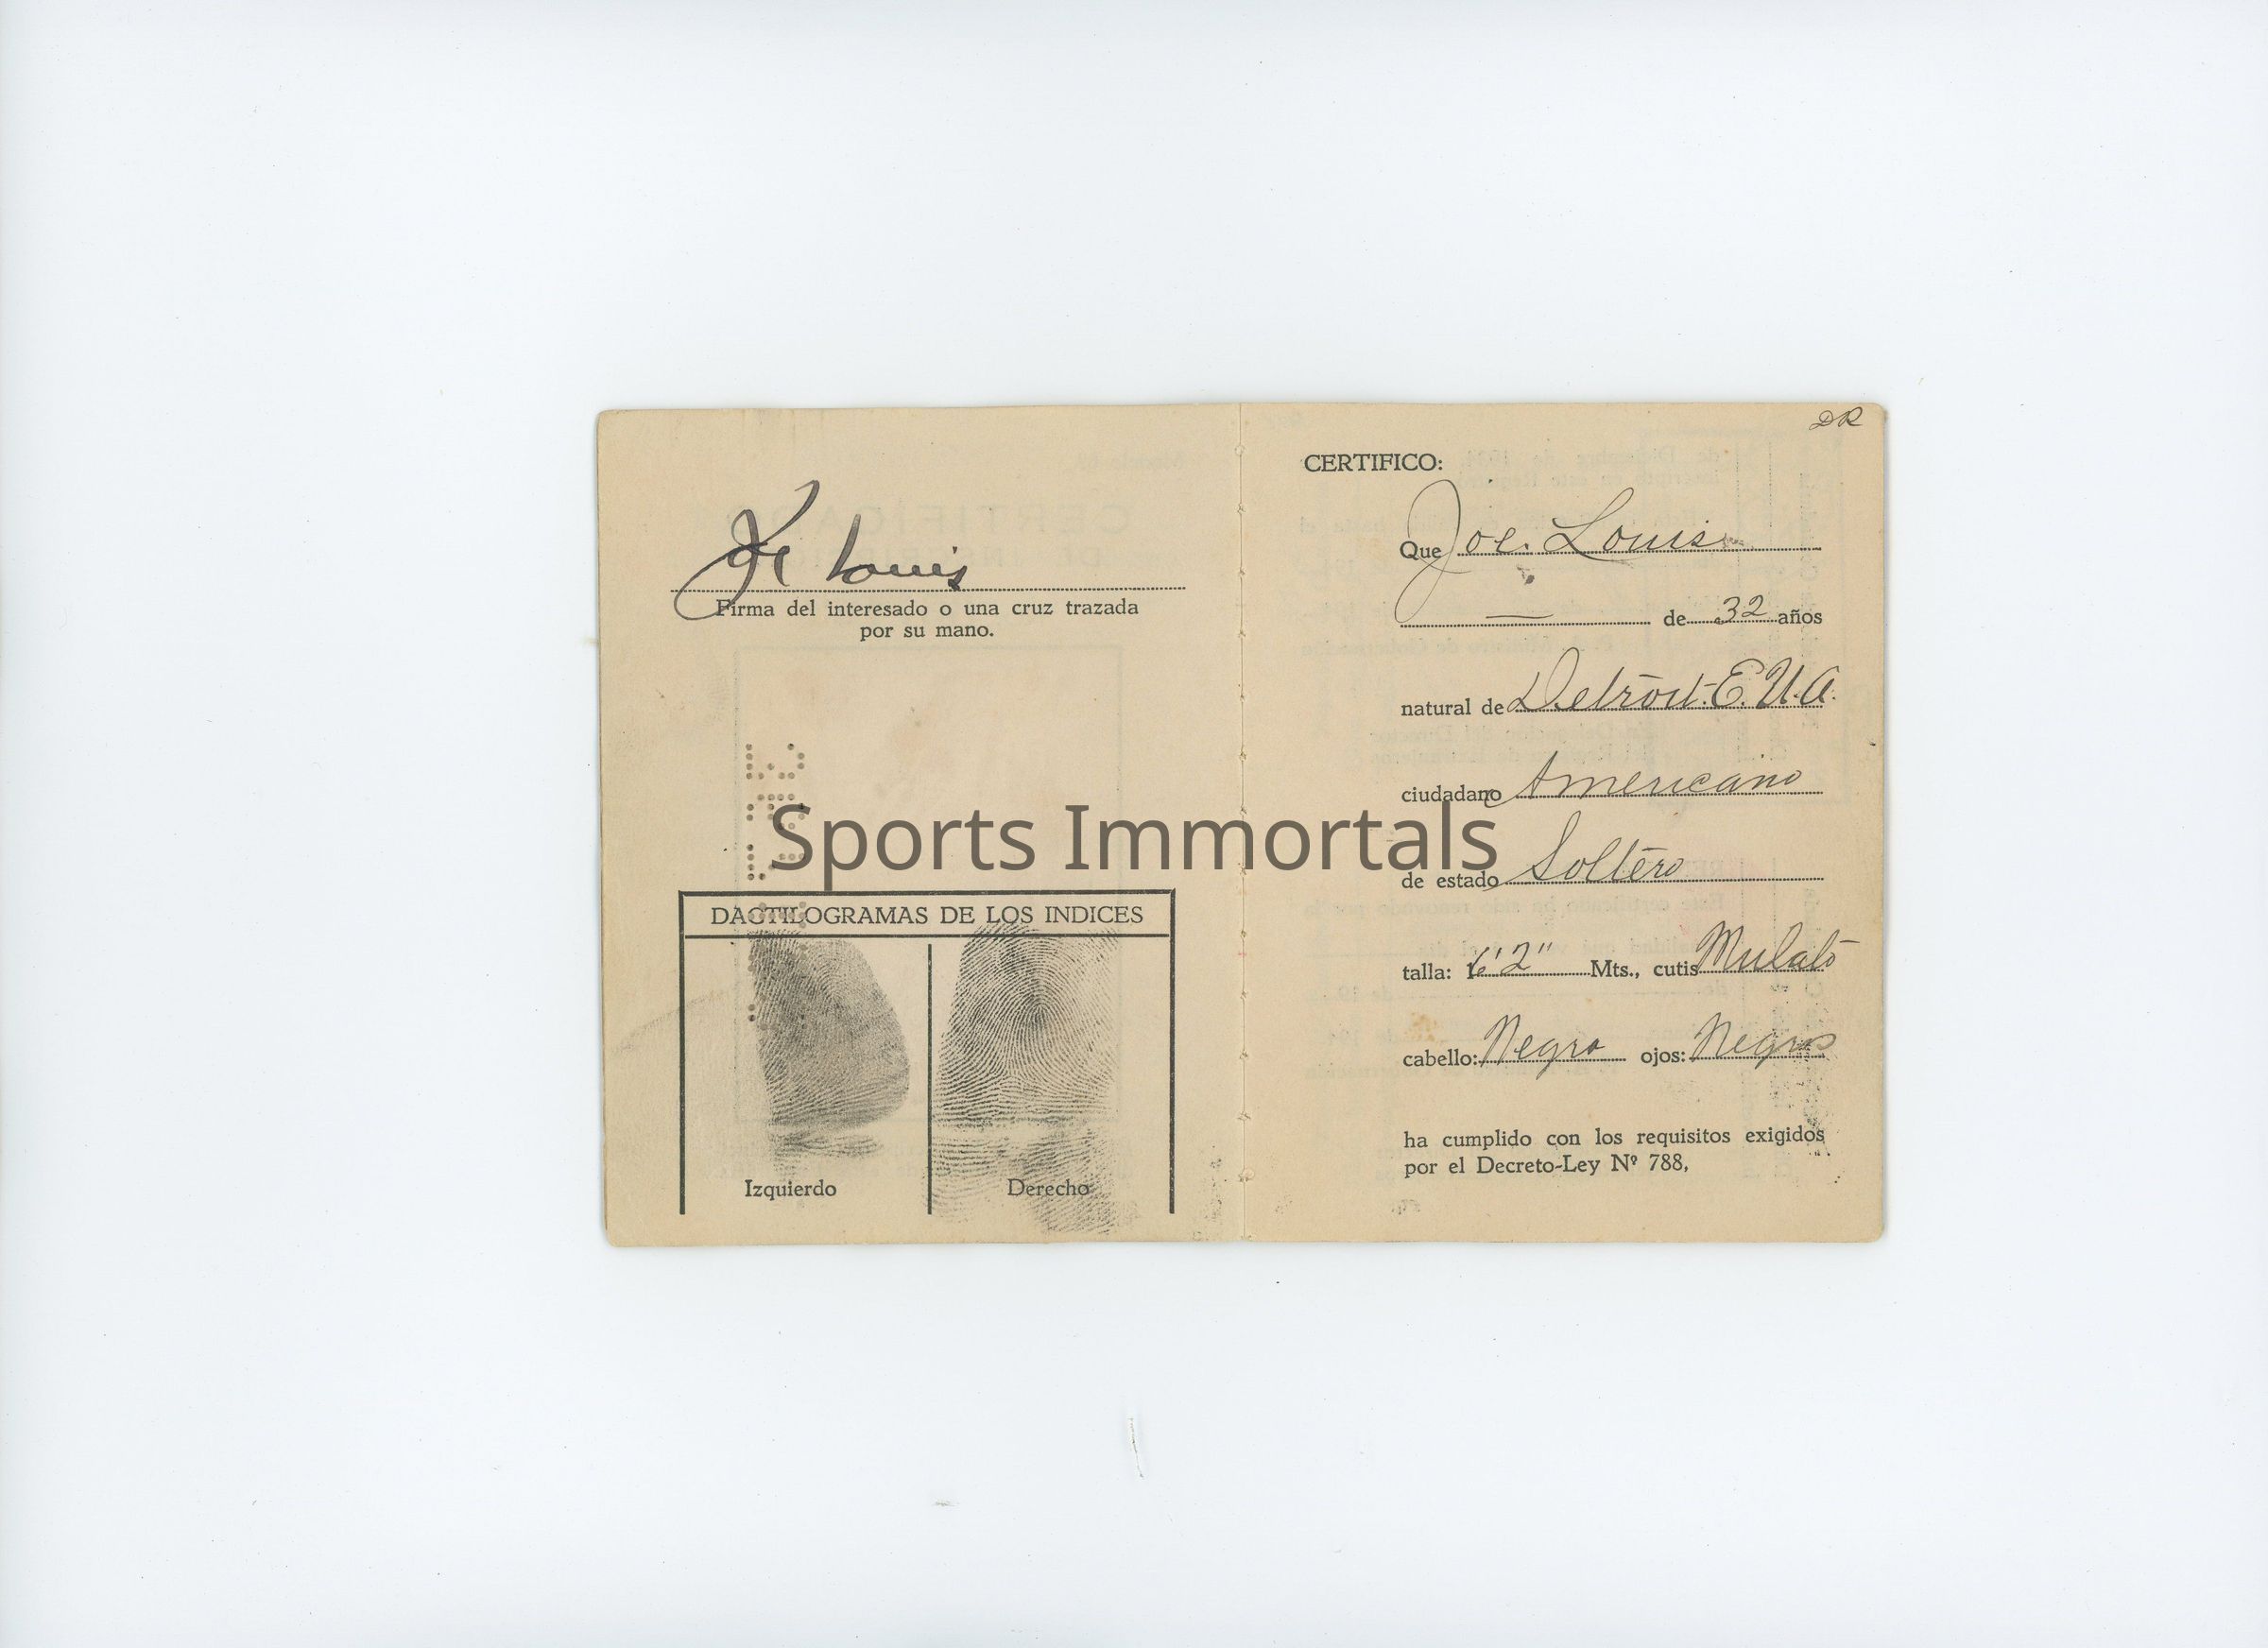 Joe Louis
Firma del interesado o una cruz trazada
por su mano.
DACTILOGRAMAS DE LOS INDICES
Izquierdo Derecho
DR
CERTIFICO:
Que Joe Louis
de 32 años
natural de Detroit-E.U.A.
ciudadano Americano
de estado Soltero
talla: 6'2" Mts., cutis Mulato
cabello: Negro ojos: Negros
ha cumplido con los requisitos exigidos
por el Decreto-Ley Nº 788,
Sports Immortals